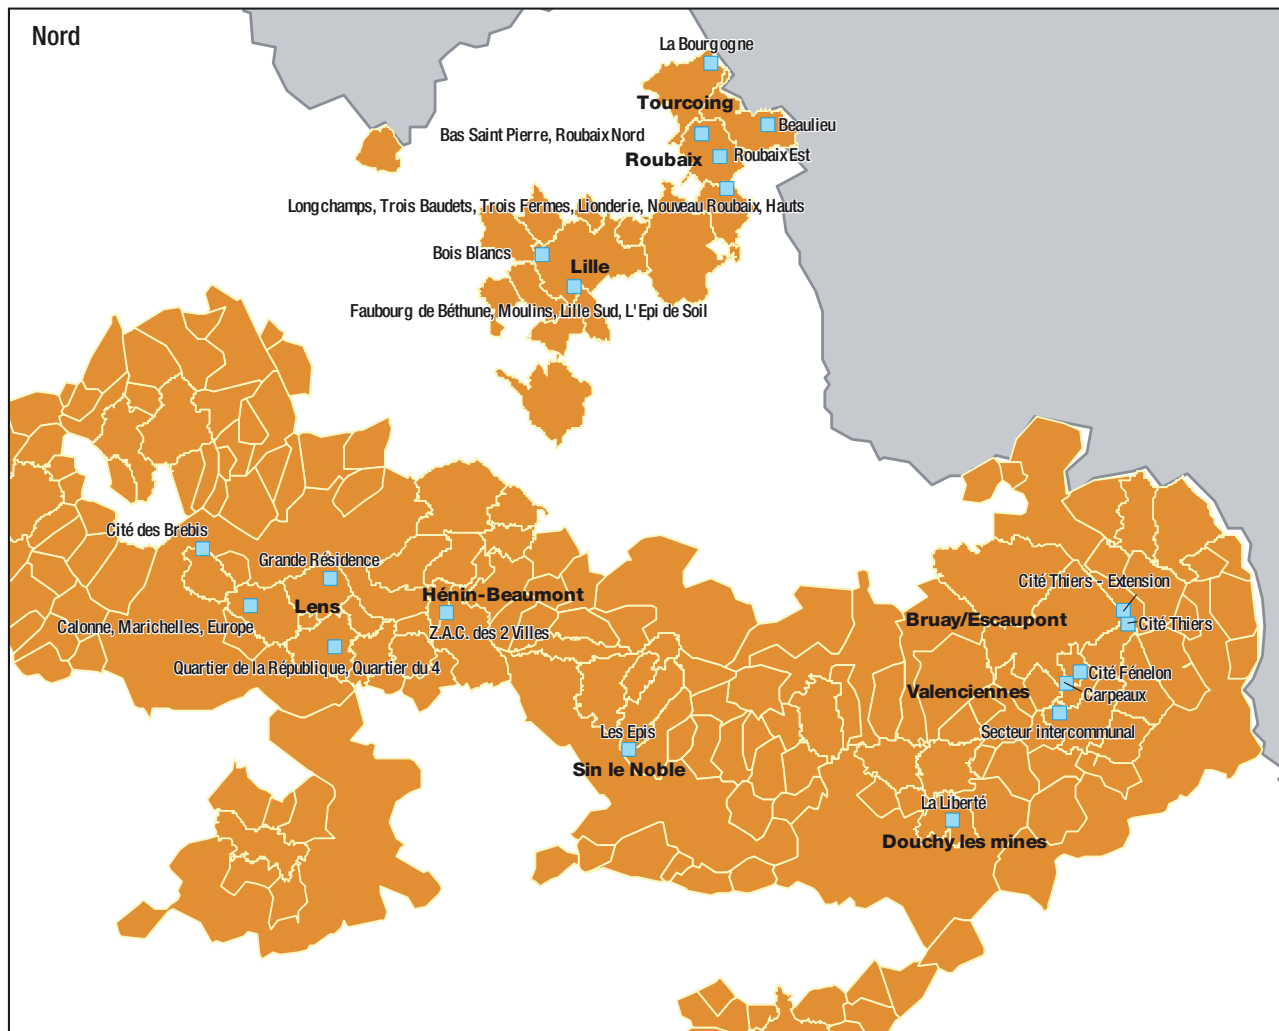 Nord
La Bourgogne
Tourcoing
Beaulieu
Bas Saint Pierre, Roubaix Nord
Roubaix
Roubaix Est
Longchamps, Trois Baudets, Trois Fermes, Lionderie, Nouveau Roubaix, Hauts
Bois Blancs
Lille
Faubourg de Béthune, Moulins, Lille Sud, L'Epi de Soil
Cité des Brebis
Grande Résidence
Hénin-Beaumont
Lens
Calonne, Marichelles, Europe
Z.A.C. des 2 Villes
Quartier de la République, Quartier du 4
Cité Thiers - Extension
Bruay/Escaupont
Cité Thiers
Cité Fénelon
Valenciennes
Carpeaux
Secteur intercommunal
Les Epis
Sin le Noble
La Liberté
Douchy les mines